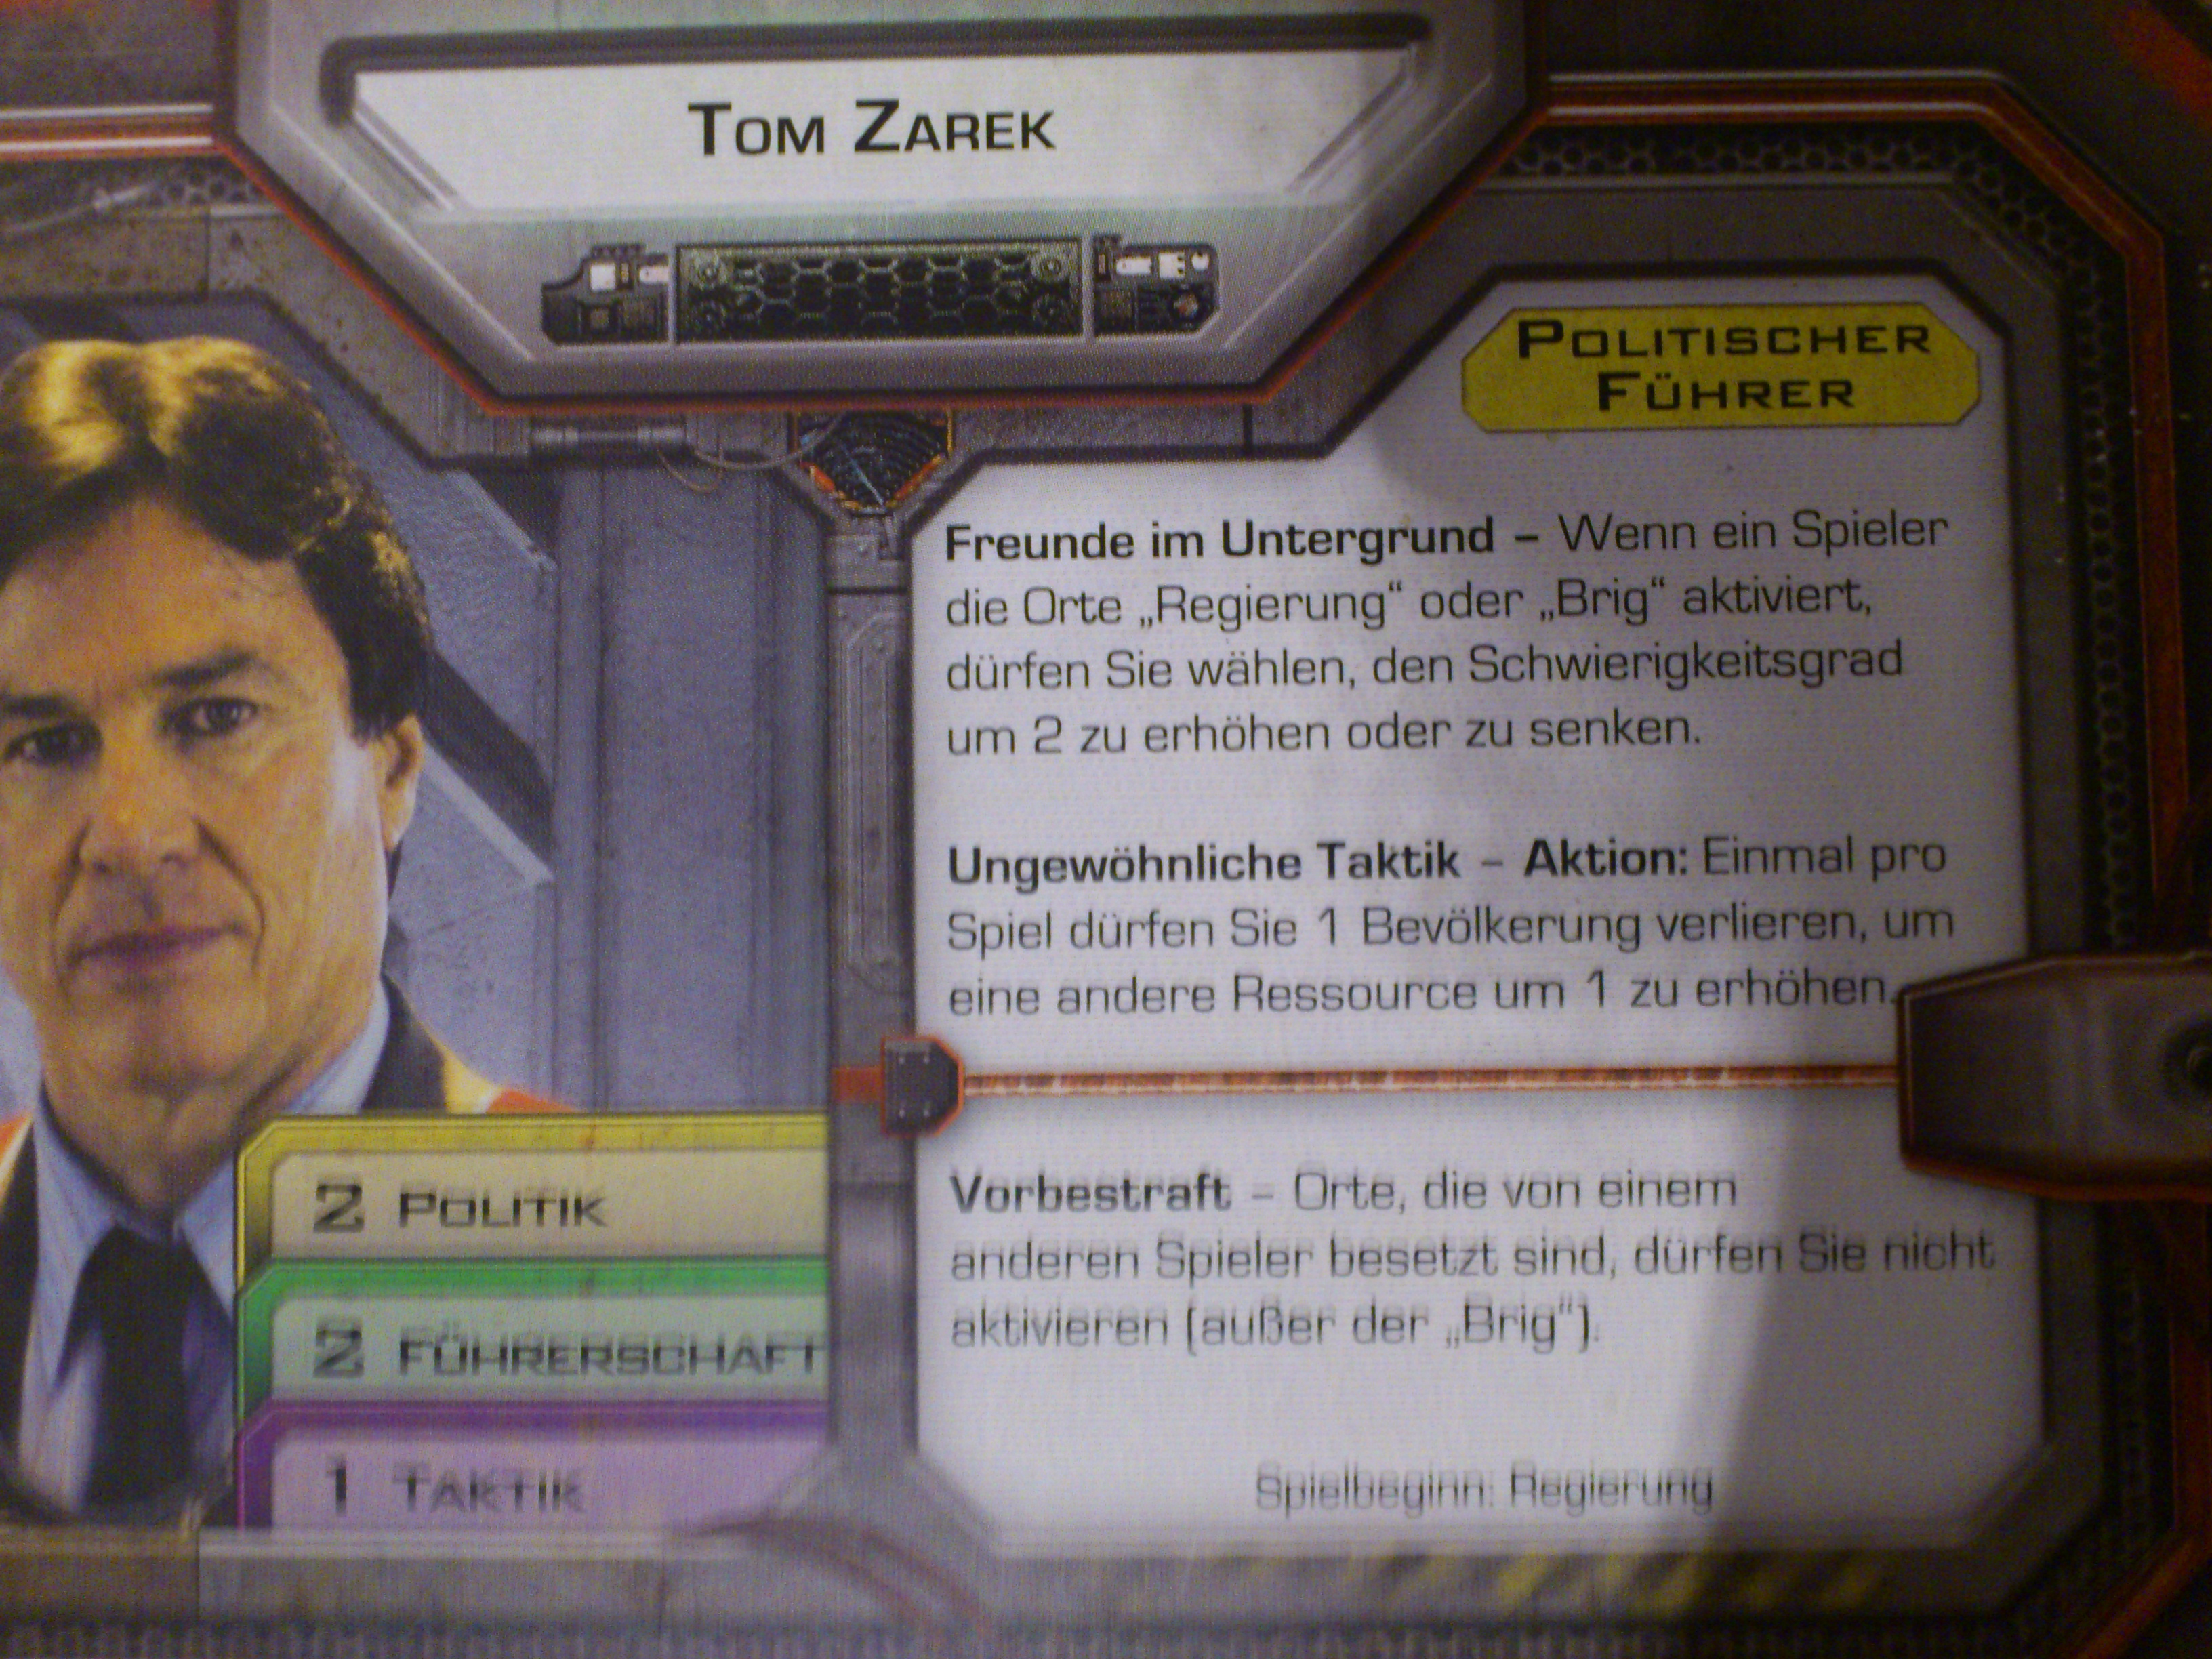 Tom Zarek
Politischer
Führer
Freunde im Untergrund – Wenn ein Spieler
die Orte „Regierung“ oder „Brig“ aktiviert,
dürfen Sie wählen, den Schwierigkeitsgrad
um 2 zu erhöhen oder zu senken.
Ungewöhnliche Taktik – Aktion: Einmal pro
Spiel dürfen Sie 1 Bevölkerung verlieren, um
eine andere Ressource um 1 zu erhöhen.
Vorbestraft – Orte, die von einem
anderen Spieler besetzt sind, dürfen Sie nicht
aktivieren (außer der „Brig“).
Spielbeginn: Regierung
2 Politik
2 Führerschaft
1 Taktik